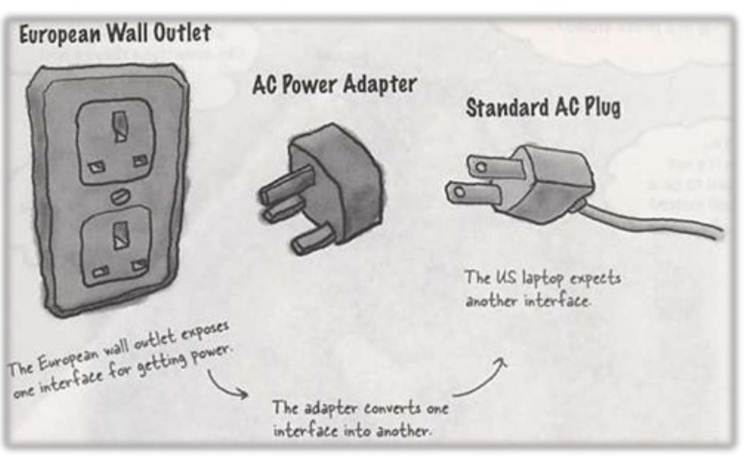 European Wall Outlet
AC Power Adapter
Standard AC Plug
The US laptop expects
another interface.
The European wall outlet exposes
one interface for getting power.
The adapter converts one
interface into another.